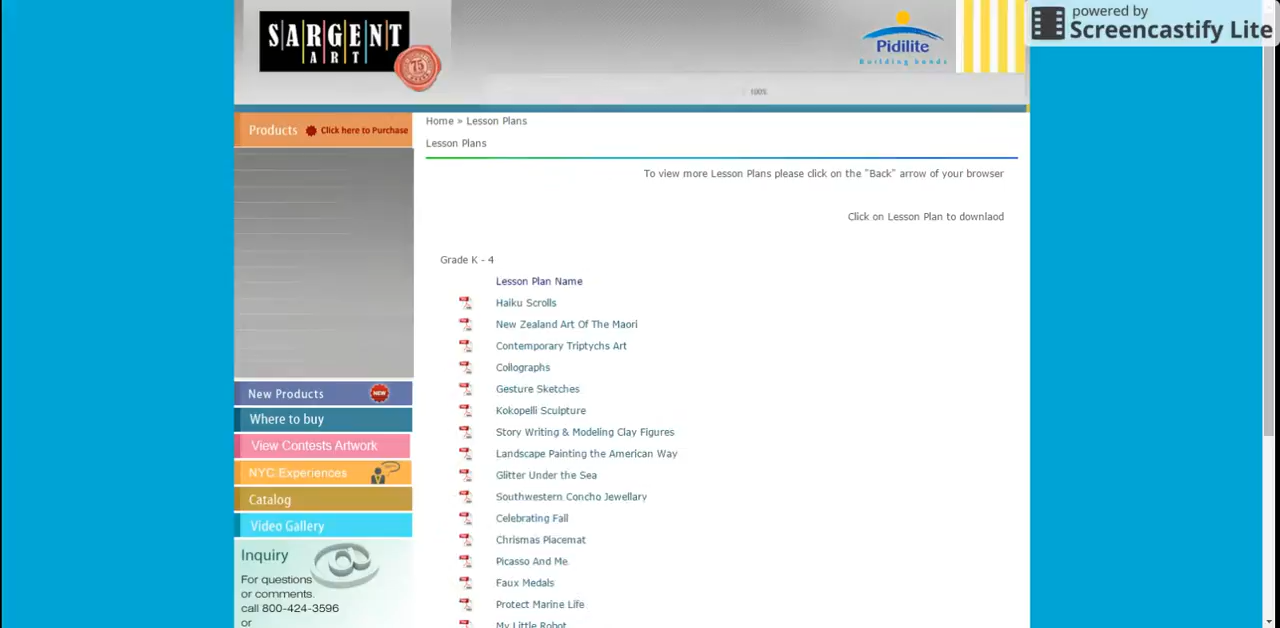 powered by
Screencastify Lite
SARGENT
ART
75
Pidilite
Building bonds
100%
Products
Click here to Purchase
Home » Lesson Plans
Lesson Plans
To view more Lesson Plans please click on the "Back" arrow of your browser
Click on Lesson Plan to downlaod
Grade K - 4
Lesson Plan Name
Haiku Scrolls
New Zealand Art Of The Maori
Contemporary Triptychs Art
Collographs
Gesture Sketches
Kokopelli Sculpture
Story Writing & Modeling Clay Figures
Landscape Painting the American Way
Glitter Under the Sea
Southwestern Concho Jewellary
Celebrating Fall
Chrismas Placemat
Picasso And Me
Faux Medals
Protect Marine Life
My Little Robot
New Products
NEW
Where to buy
View Contests Artwork
NYC Experiences
Catalog
Video Gallery
Inquiry
For questions
or comments.
call 800-424-3596
or